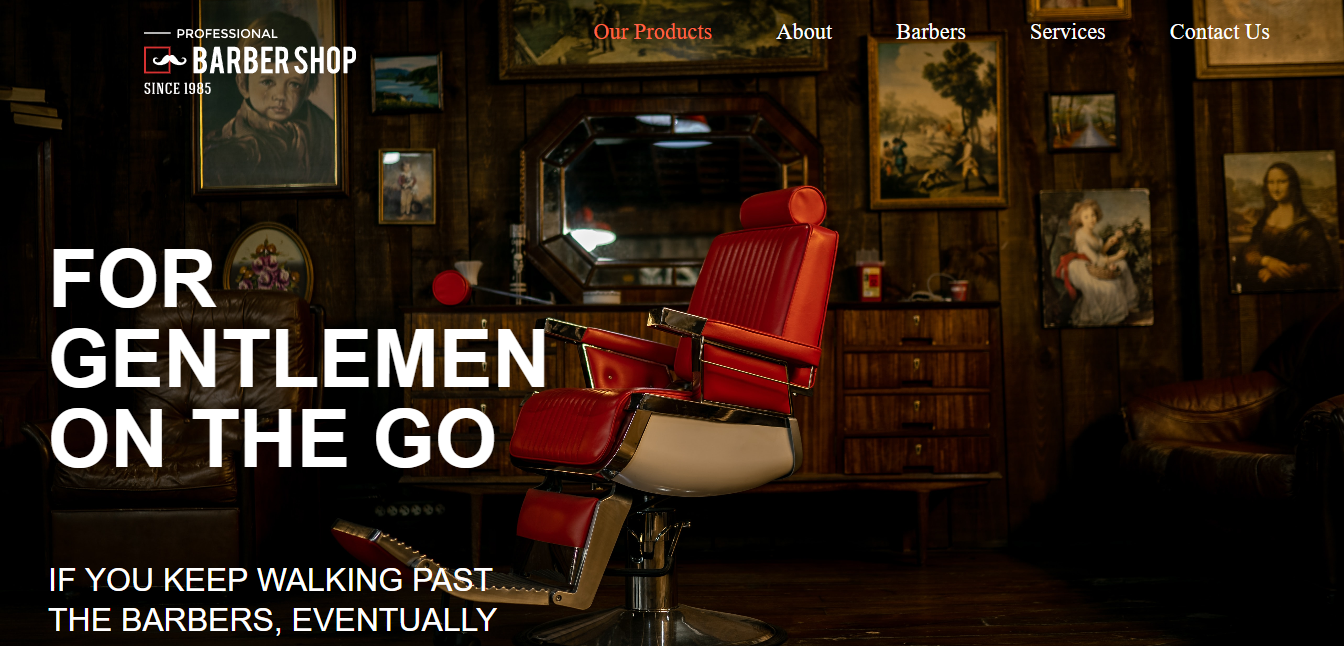 PROFESSIONAL
BARBER SHOP
SINCE 1985
Our Products About Barbers Services Contact Us
FOR
GENTLEMEN
ON THE GO
IF YOU KEEP WALKING PAST
THE BARBERS, EVENTUALLY